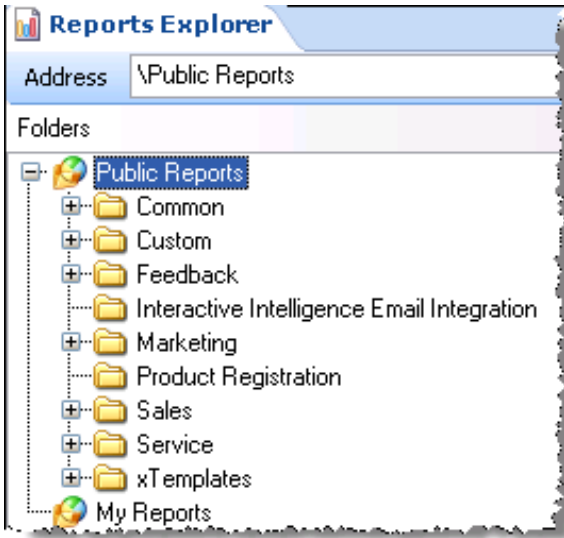 Reports Explorer
Address \Public Reports
Folders
Public Reports
Common
Custom
Feedback
Interactive Intelligence Email Integration
Marketing
Product Registration
Sales
Service
xTemplates
My Reports